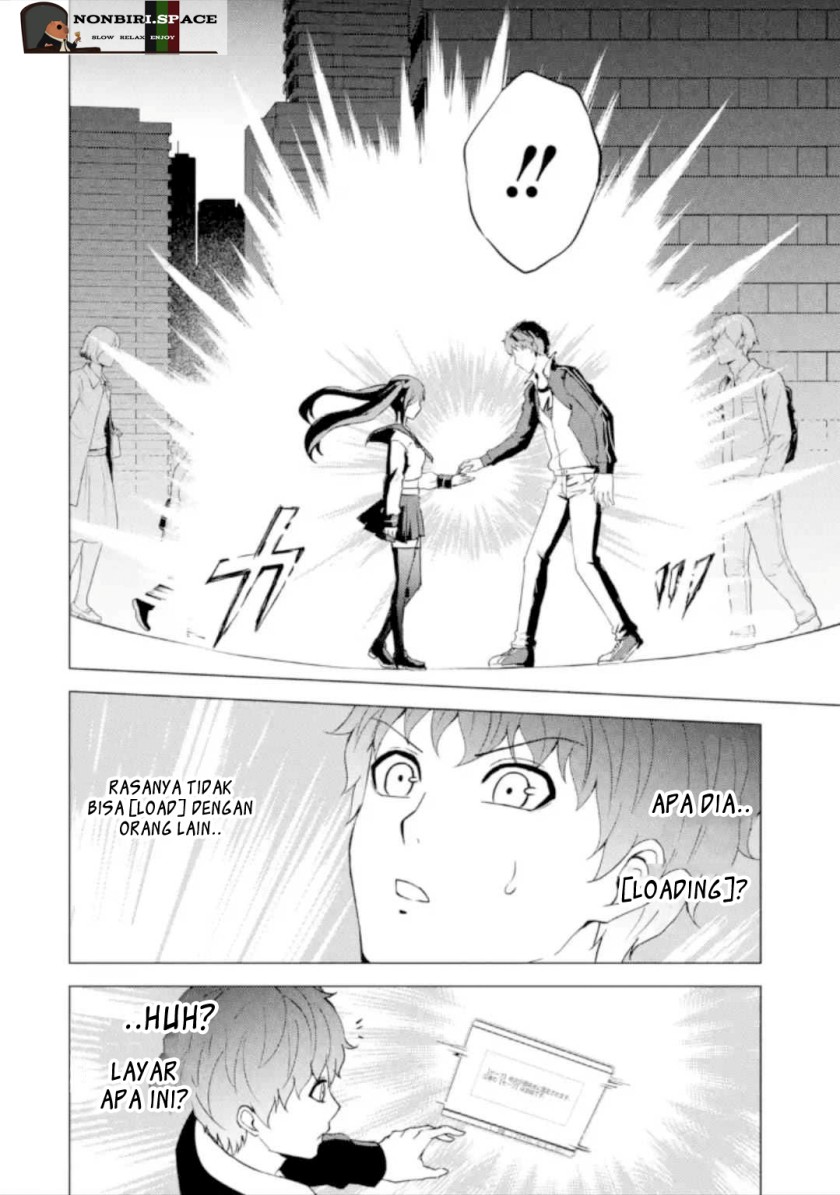 NONBIRI.SPACE
SLOW RELAX ENJOY
!!
カ
RASANYA TIDAK
BISA [LOAD] DENGAN
ORANG LAIN..
APA DIA..
[LOADING]?
..HUH?
LAYAR
APA INI?